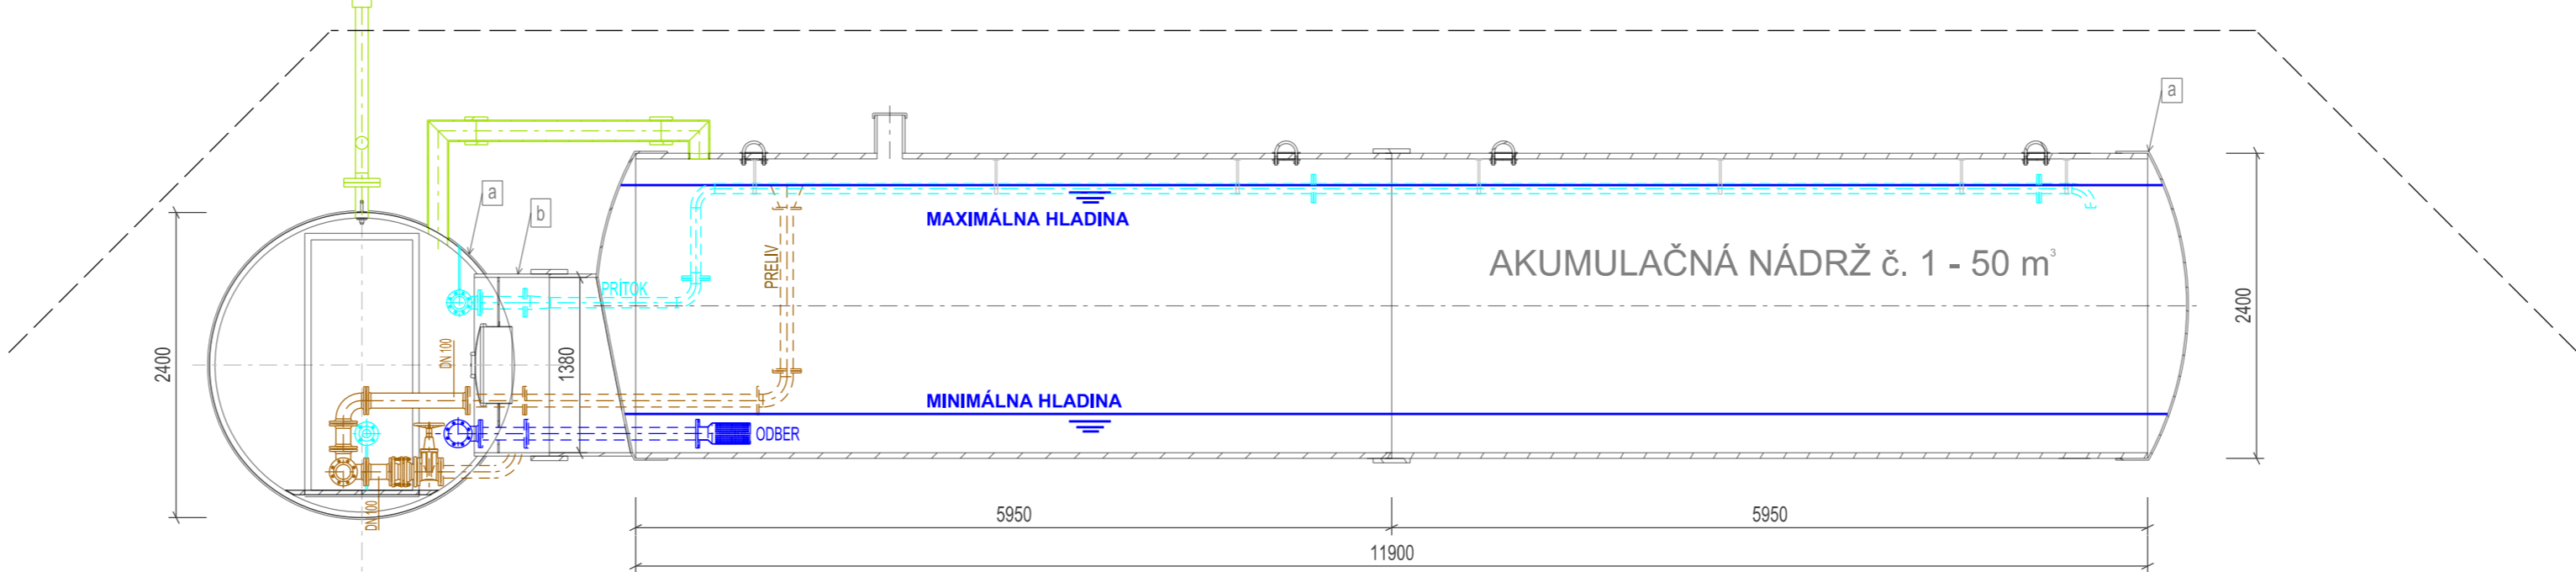 a
a
b
MAXIMÁLNA HLADINA
AKUMULAČNÁ NÁDRŽ č. 1 - 50 m³
PRÍTOK
PRELIV
2400
2400
DN 100
1380
MINIMÁLNA HLADINA
ODBER
DN 100
5950
5950
11900